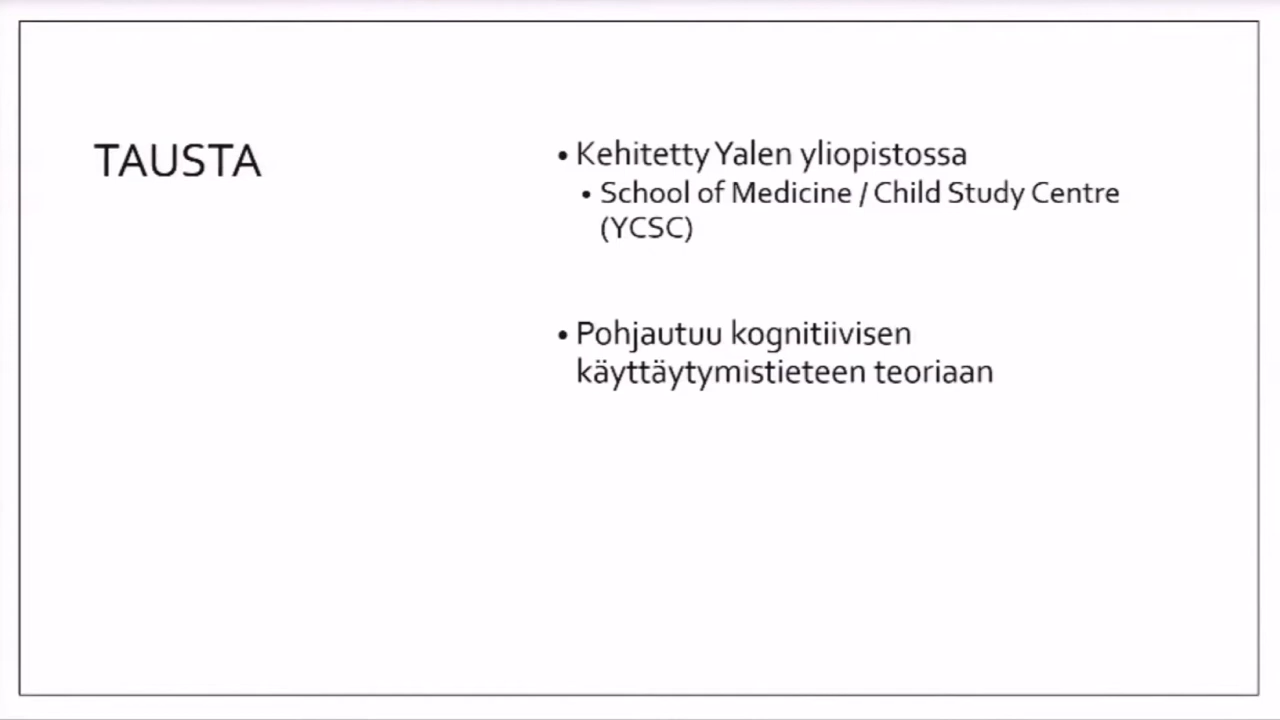 TAUSTA
• Kehitetty Yalen yliopistossa
• School of Medicine / Child Study Centre
(YCSC)
• Pohjautuu kognitiivisen
käyttäytymistieteen teoriaan